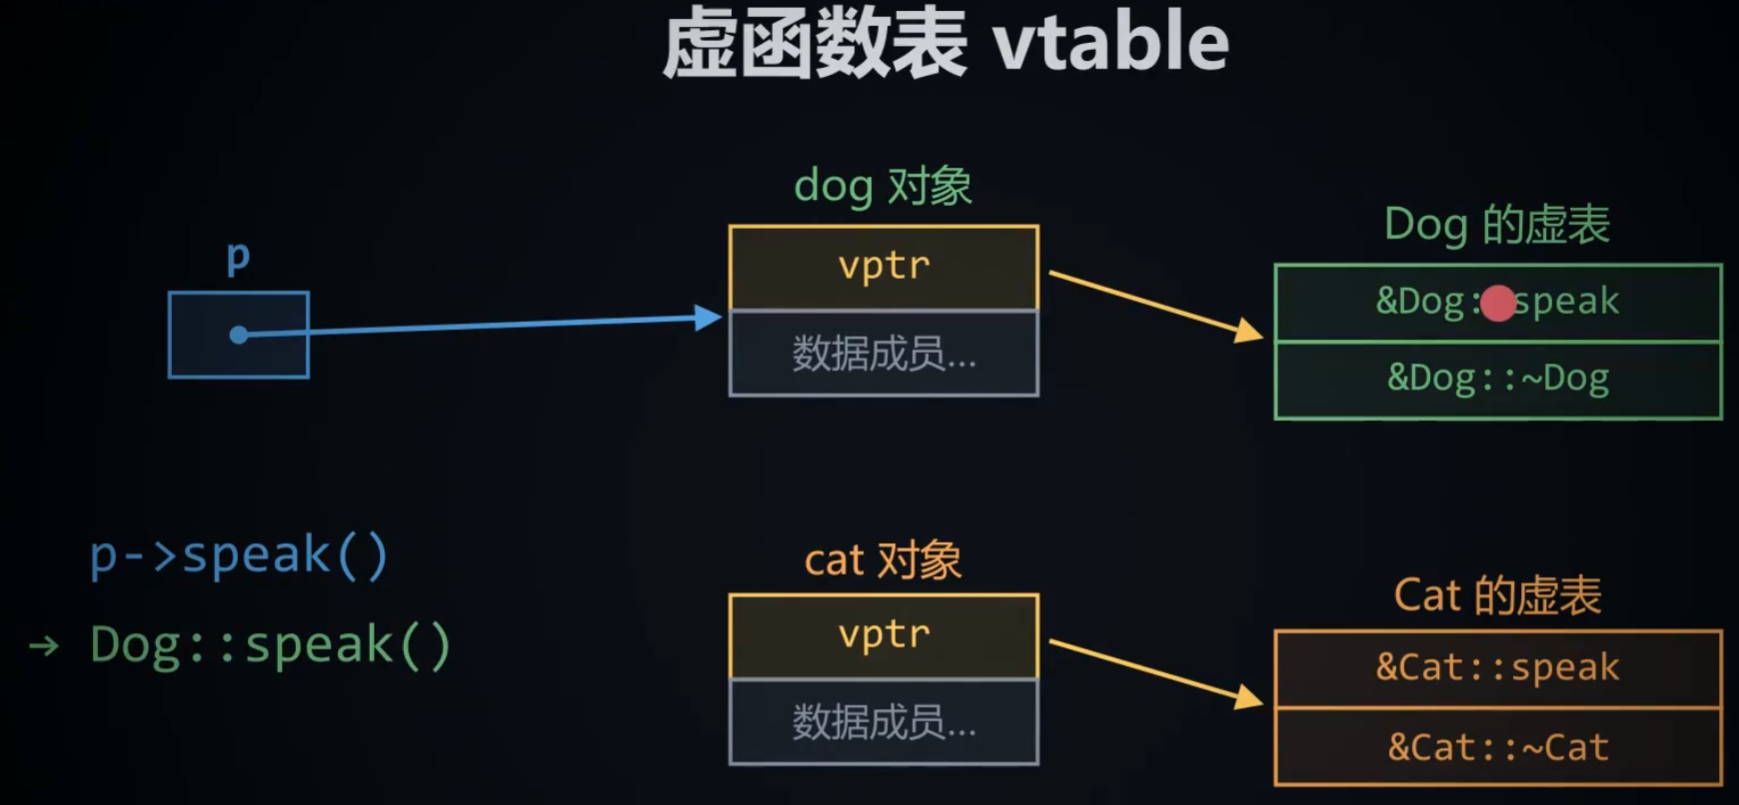 虚函数表 vtable
dog 对象
Dog 的虚表
p
vptr
&Dog::speak
数据成员...
&Dog::~Dog
p->speak()
cat 对象
Cat 的虚表
→ Dog::speak()
vptr
&Cat::speak
数据成员...
&Cat::~Cat